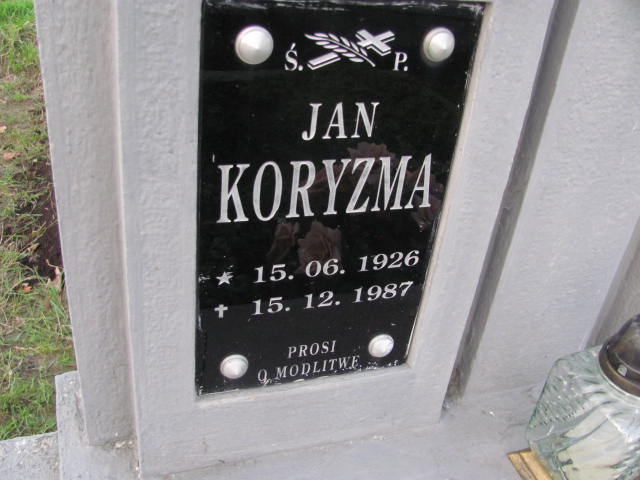 Ś. P.
JAN
KORYZMA
★ 15. 06. 1926
✝ 15. 12. 1987
PROSI
O MODLITWĘ